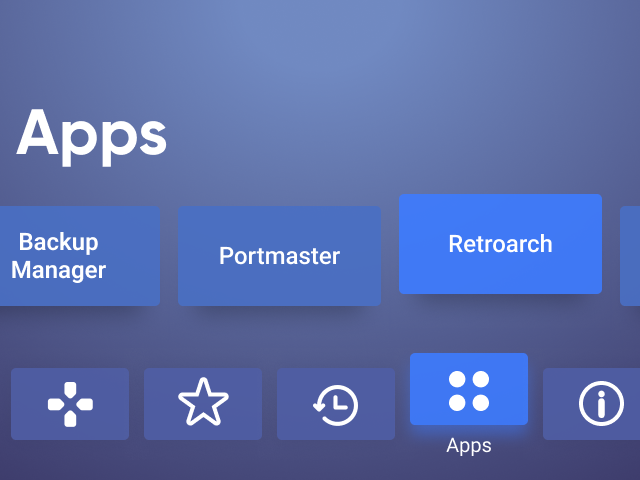 Apps
Backup
Manager
Portmaster
Retroarch
Apps